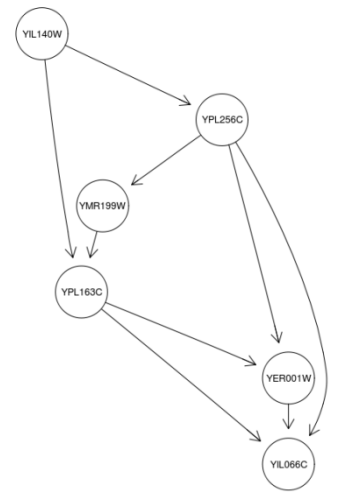 YIL140W
YPL256C
YMR199W
YPL163C
YER001W
YIL066C